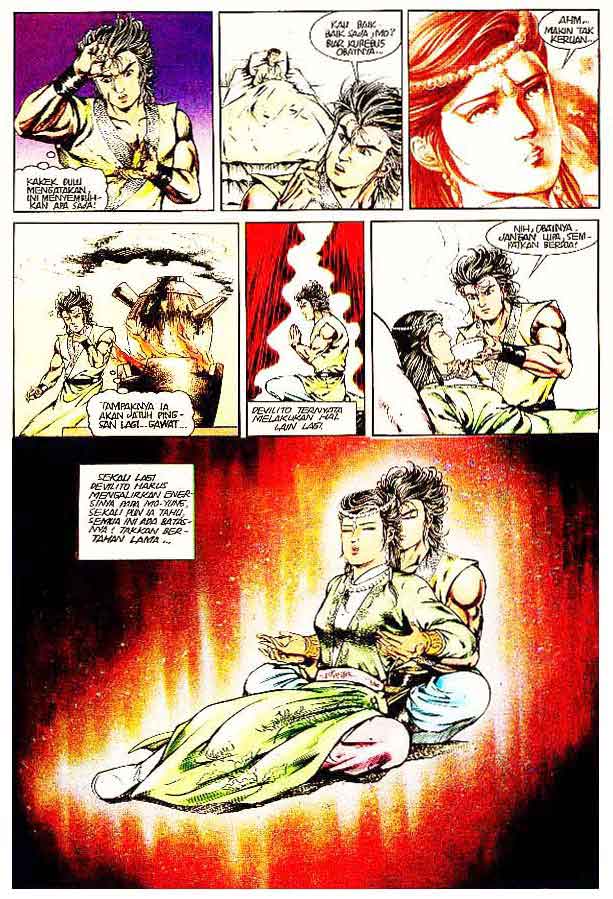 KAKEK DULU
MENGATAKAN,
INI MENYEMBUH-
KAN APA SAJA!
KAU BAIK
BAIK SAJA, MO?
BIAR KUREBUS
OBATNYA...
AHM...
MAKIN TAK
KERUAN...
TAMPAKNYA IA
AKAN JATUH PING-
SAN LAGI... GAWAT...
DEVILITO TERNYATA
MELAKUKAN HAL
LAIN LAGI.
NIH, OBATNYA.
JANGAN LUPA, SEM-
PATKAN BERDOA!
SEKALI LAGI
DEVILITO HARUS
MENGALIRKAN ENER-
SINYA PADA MO-YUNG,
SEKALI PUN IA TAHU,
SEMUA INI ADA BATAS-
NYA! TAKKAN BER-
TAHAN LAMA...